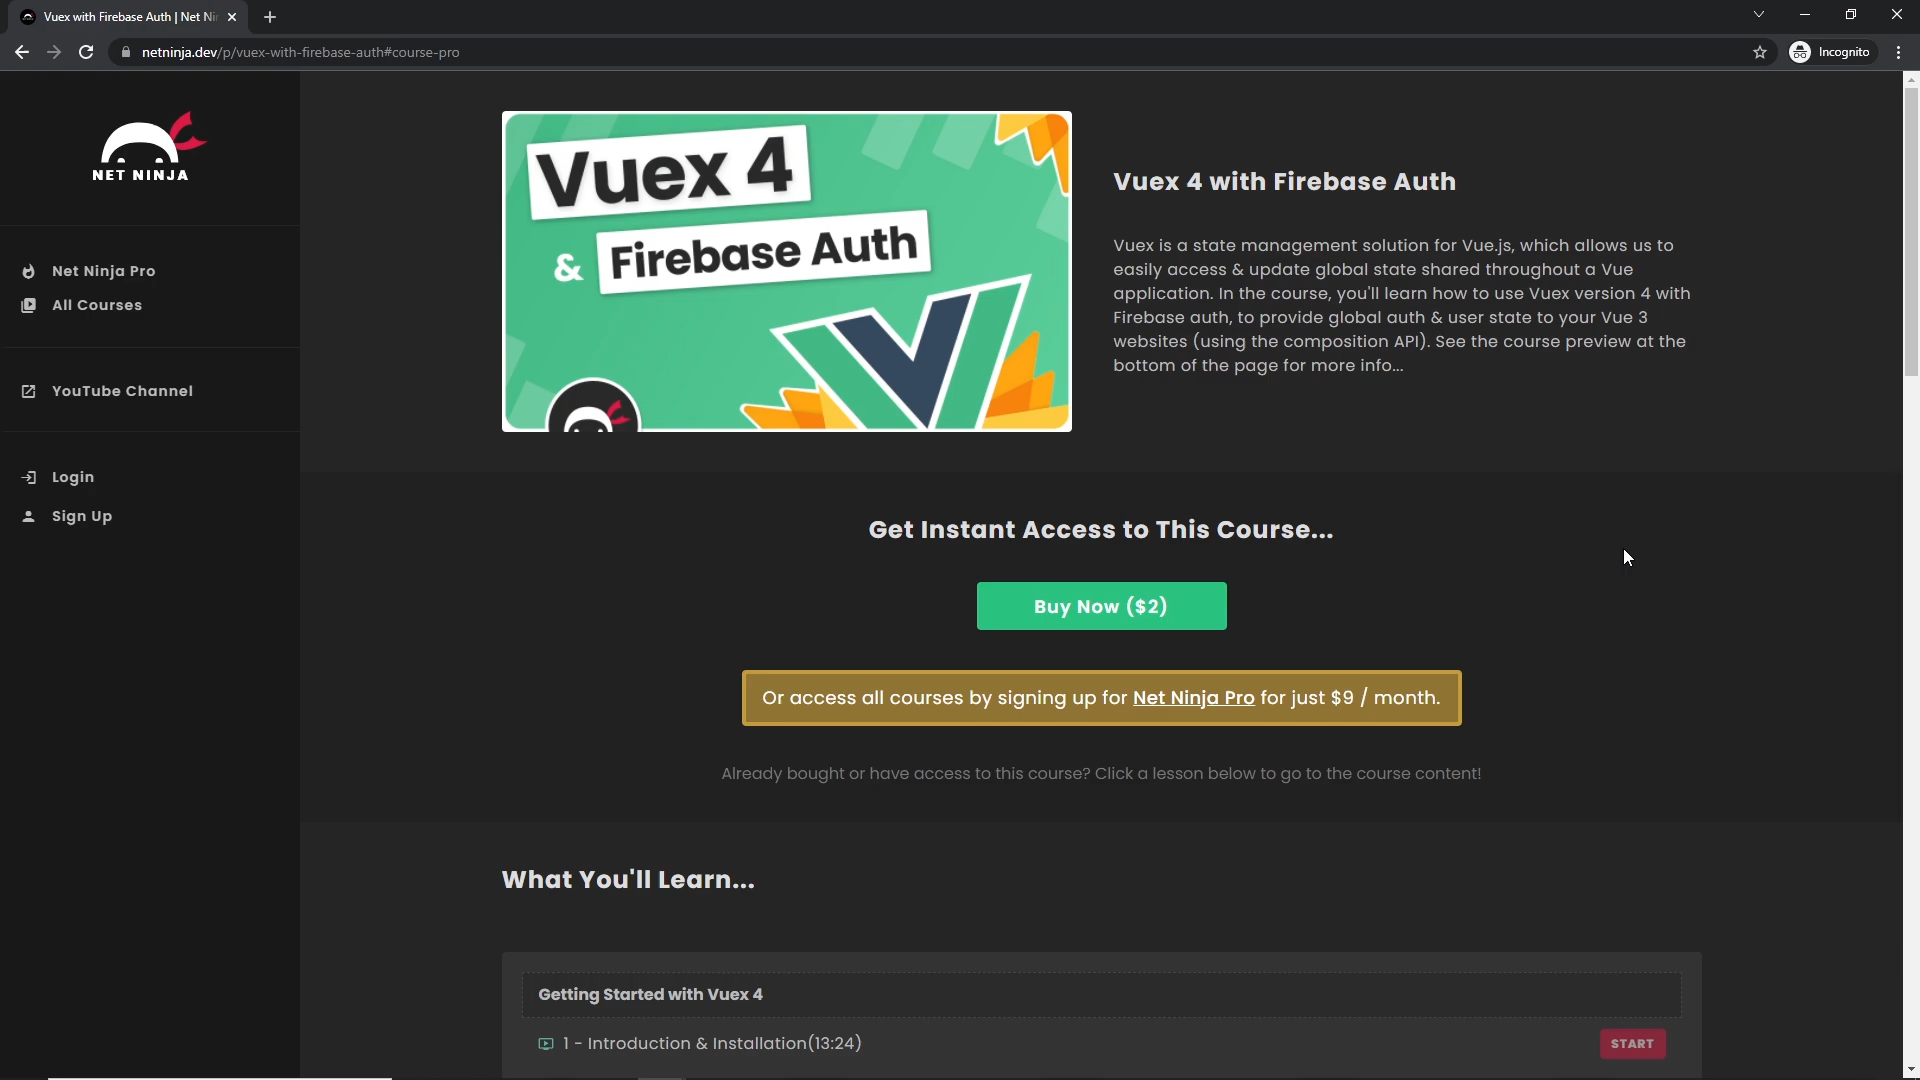 Vuex with Firebase Auth | Net Nin
netninja.dev/p/vuex-with-firebase-auth#course-pro
Incognito
NET NINJA
Net Ninja Pro
All Courses
YouTube Channel
Login
Sign Up
Vuex 4
& Firebase Auth
Vuex 4 with Firebase Auth
Vuex is a state management solution for Vue.js, which allows us to
easily access & update global state shared throughout a Vue
application. In the course, you'll learn how to use Vuex version 4 with
Firebase auth, to provide global auth & user state to your Vue 3
websites (using the composition API). See the course preview at the
bottom of the page for more info...
Get Instant Access to This Course...
Buy Now ($2)
Or access all courses by signing up for Net Ninja Pro for just $9 / month.
Already bought or have access to this course? Click a lesson below to go to the course content!
What You'll Learn...
Getting Started with Vuex 4
1 - Introduction & Installation(13:24)
START